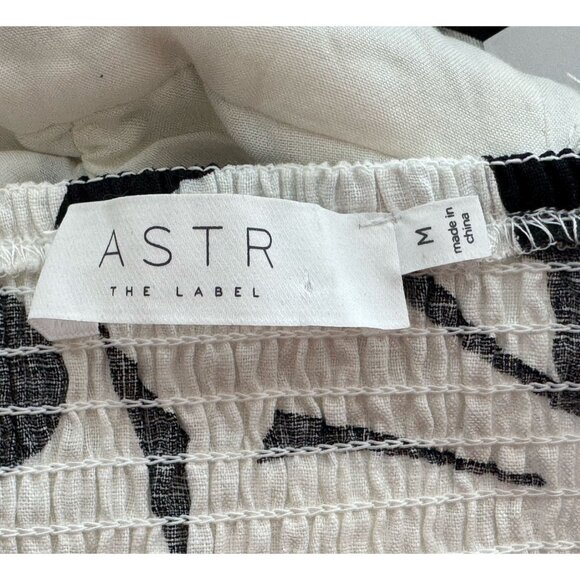 ASTR
THE LABEL
M
made in
china